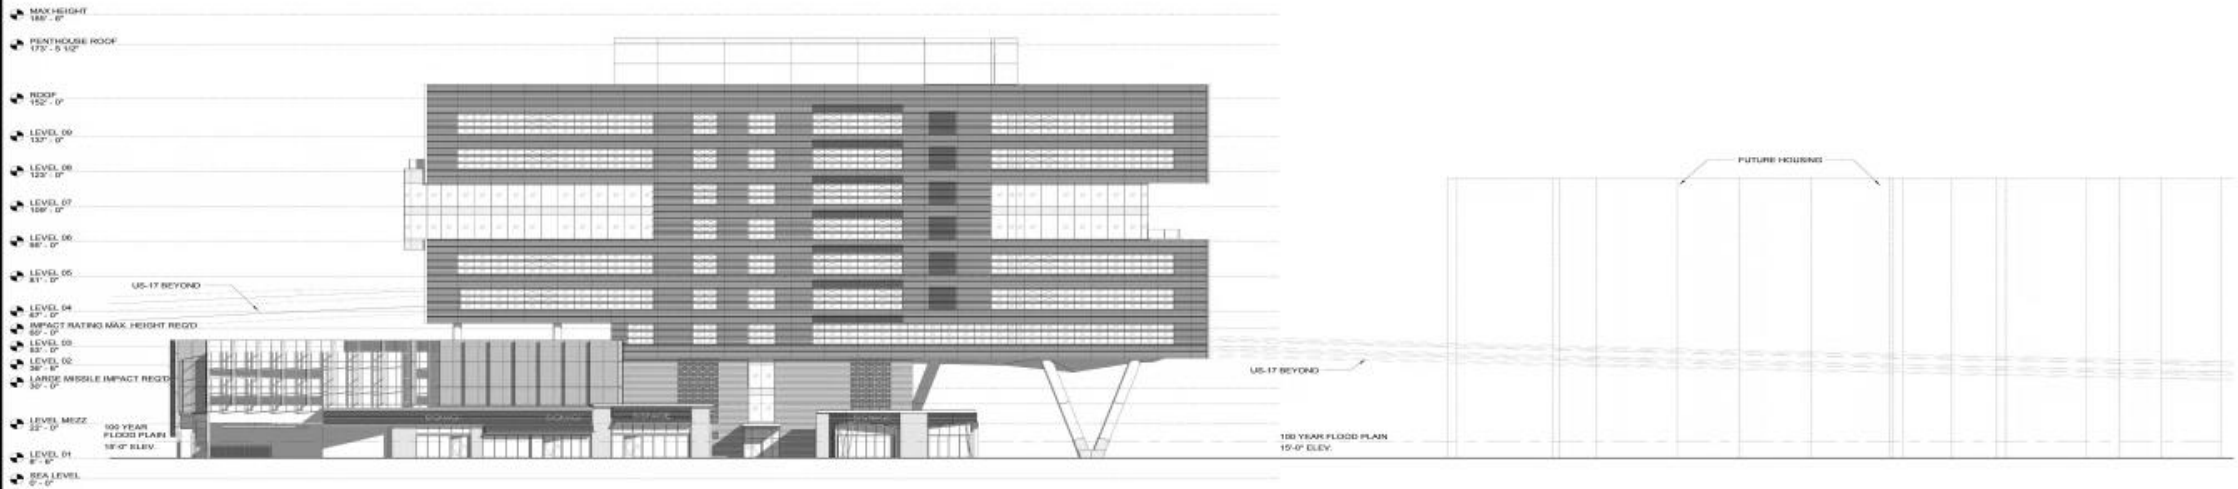 MAX HEIGHT
PENTHOUSE ROOF
173' - 5 1/2"
ROOF
152' - 0"
LEVEL 09
137' - 0"
LEVEL 08
123' - 0"
LEVEL 07
LEVEL 06
LEVEL 05
81' - 0"
LEVEL 04
67' - 0"
IMPACT RATING MAX. HEIGHT REQ'D
60' - 0"
LEVEL 03
53' - 0"
LEVEL 02
LARGE MISSILE IMPACT REQ'D
30' - 0"
LEVEL MEZZ
22' - 0"
LEVEL 01
SEA LEVEL
0' - 0"
US-17 BEYOND
100 YEAR
FLOOD PLAIN
ELEV.
US-17 BEYOND
100 YEAR FLOOD PLAIN
15'-0" ELEV.
FUTURE HOUSING